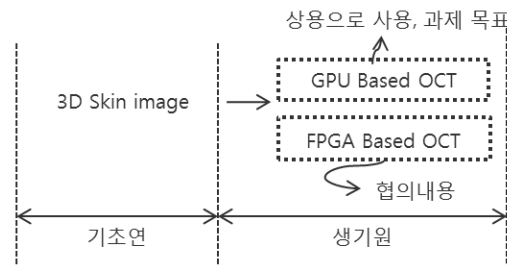 상용으로 사용, 과제 목표
GPU Based OCT
3D Skin image
FPGA Based OCT
협의내용
기초연
생기원